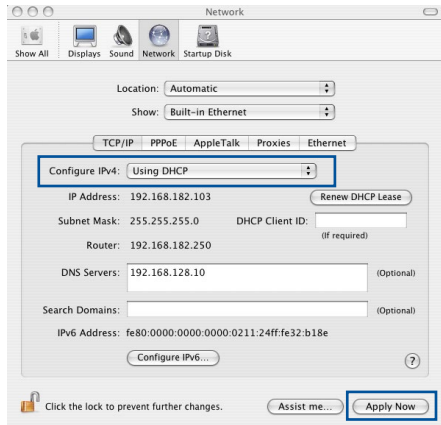 Network
Show All Displays Sound Network Startup Disk
Location: Automatic
Show: Built-in Ethernet
TCP/IP PPPoE AppleTalk Proxies Ethernet
Configure IPv4: Using DHCP
IP Address: 192.168.182.103 Renew DHCP Lease
Subnet Mask: 255.255.255.0 DHCP Client ID:
(If required)
Router: 192.168.182.250
DNS Servers: 192.168.128.10 (Optional)
Search Domains: (Optional)
IPv6 Address: fe80:0000:0000:0000:0211:24ff:fe32:b18e
Configure IPv6... ?
Click the lock to prevent further changes. Assist me... Apply Now